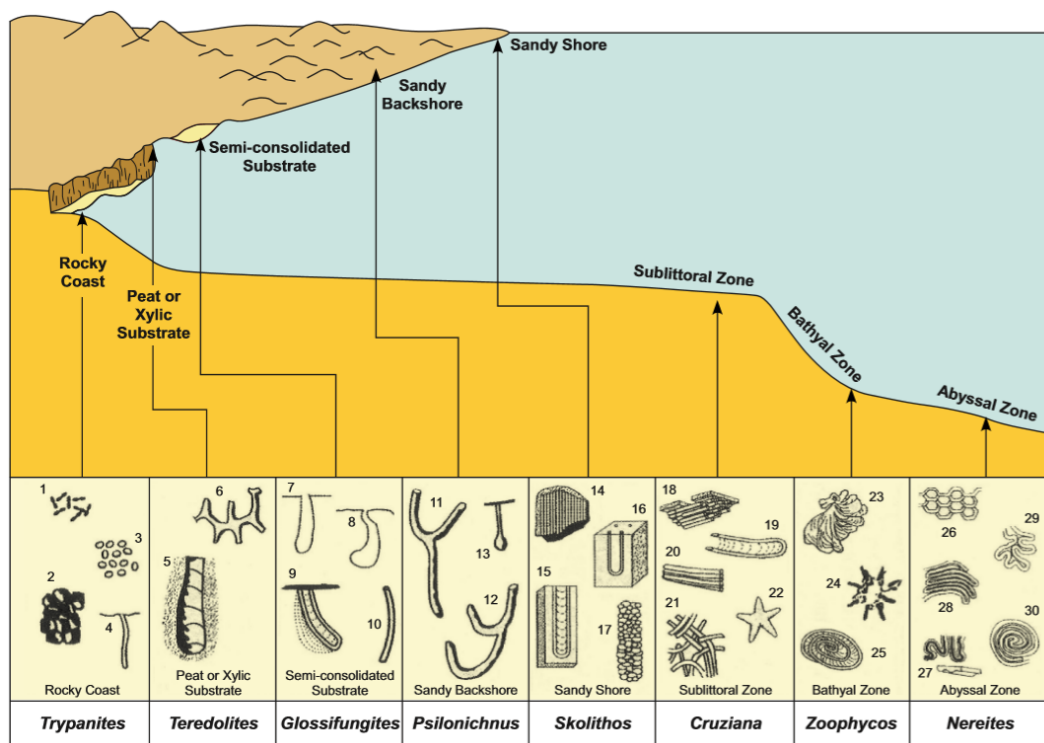 Sandy Shore
Sandy
Backshore
Semi-consolidated
Substrate
Rocky
Coast
Peat or
Xylic
Substrate
Sublittoral Zone
Bathyal Zone
Abyssal Zone
1
3
2
4
Rocky Coast
6
5
Peat or Xylic
Substrate
7
8
9
10
Semi-consolidated
Substrate
11
13
12
Sandy Backshore
14
16
15
17
Sandy Shore
18
19
20
22
21
Sublittoral Zone
23
24
25
Bathyal Zone
26
29
28
30
27
Abyssal Zone
Trypanites
Teredolites
Glossifungites
Psilonichnus
Skolithos
Cruziana
Zoophycos
Nereites